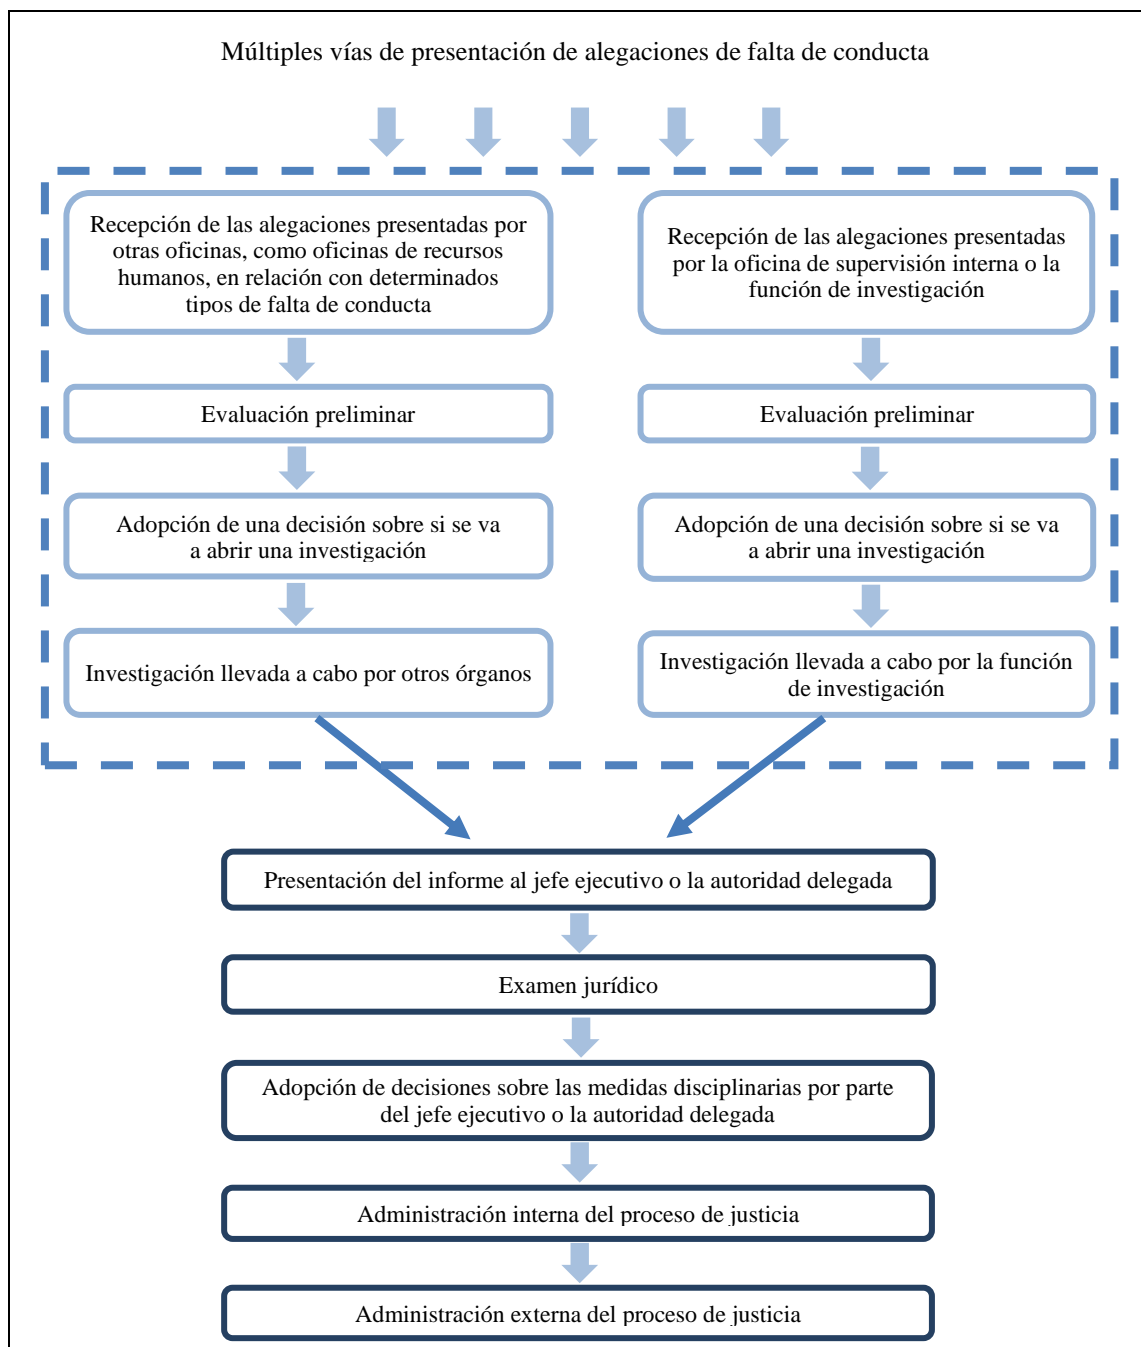 Múltiples vías de presentación de alegaciones de falta de conducta
Recepción de las alegaciones presentadas por
otras oficinas, como oficinas de recursos
humanos, en relación con determinados
tipos de falta de conducta
Evaluación preliminar
Adopción de una decisión sobre si se va
a abrir una investigación
Investigación llevada a cabo por otros órganos
Recepción de las alegaciones presentadas
por la oficina de supervisión interna o la
función de investigación
Evaluación preliminar
Adopción de una decisión sobre si se va
a abrir una investigación
Investigación llevada a cabo por la función
de investigación
Presentación del informe al jefe ejecutivo o la autoridad delegada
Examen jurídico
Adopción de decisiones sobre las medidas disciplinarias por parte
del jefe ejecutivo o la autoridad delegada
Administración interna del proceso de justicia
Administración externa del proceso de justicia